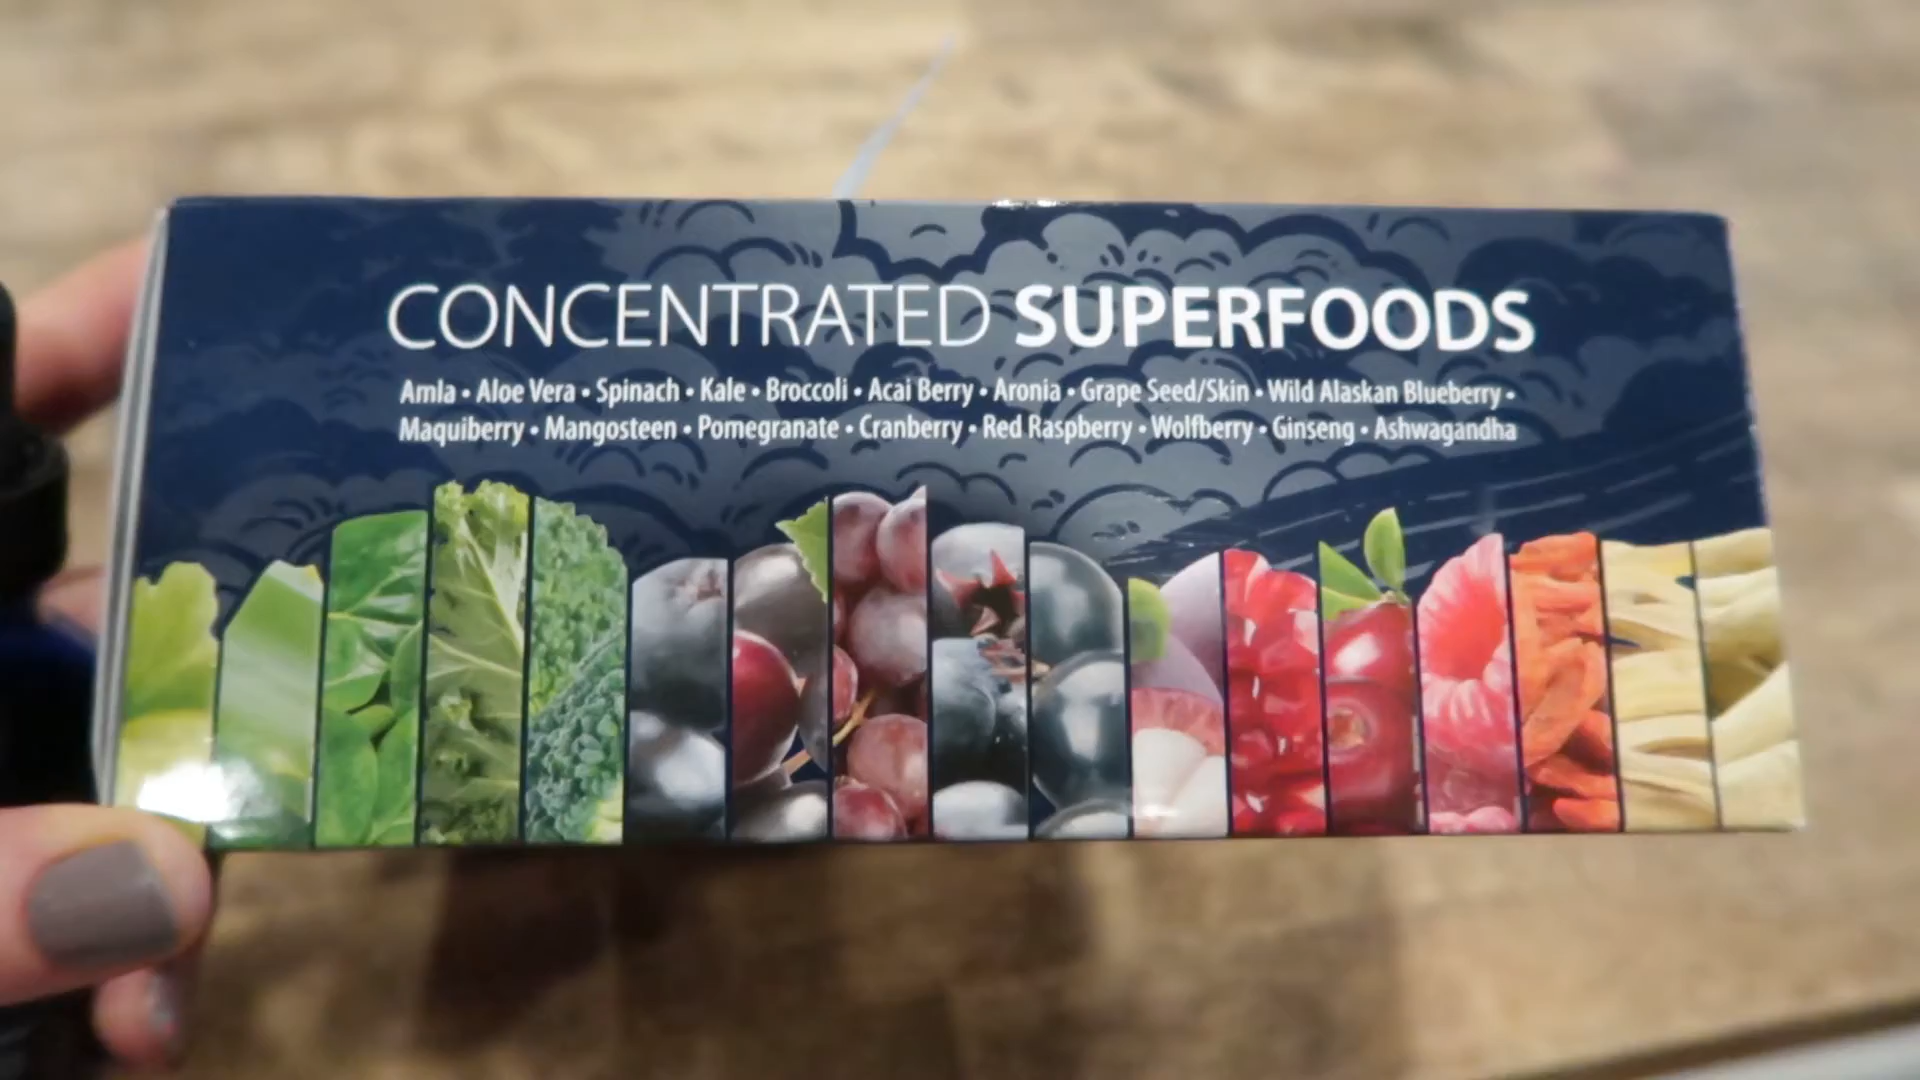 CONCENTRATED SUPERFOODS
Amla • Aloe Vera • Spinach • Kale • Broccoli • Acai Berry • Aronia • Grape Seed/Skin • Wild Alaskan Blueberry •
Maquiberry • Mangosteen • Pomegranate • Cranberry • Red Raspberry • Wolfberry • Ginseng • Ashwagandha